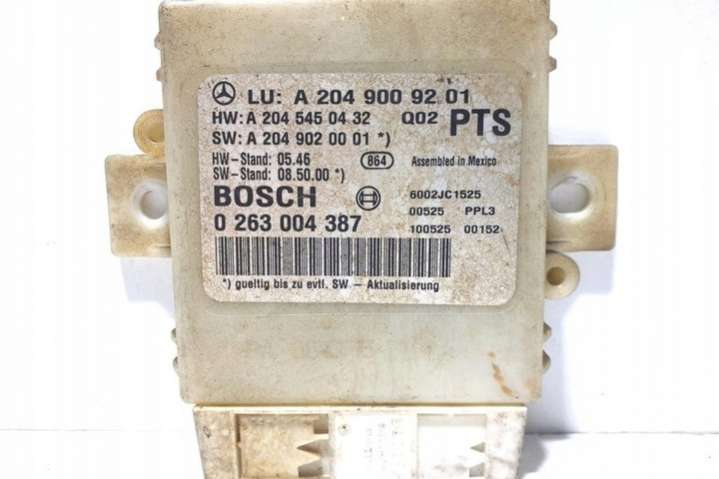 LU: A 204 900 92 01
HW: A 204 545 04 32 Q02 PTS
SW: A 204 902 00 01 *)
HW-Stand: 05.46 864 Assembled in Mexico
SW-Stand: 08.50.00 *)
BOSCH 6002JC1525
0 263 004 387 00525 PPL3
100525 00152
*) gueltig bis zu evtl. SW - Aktualisierung